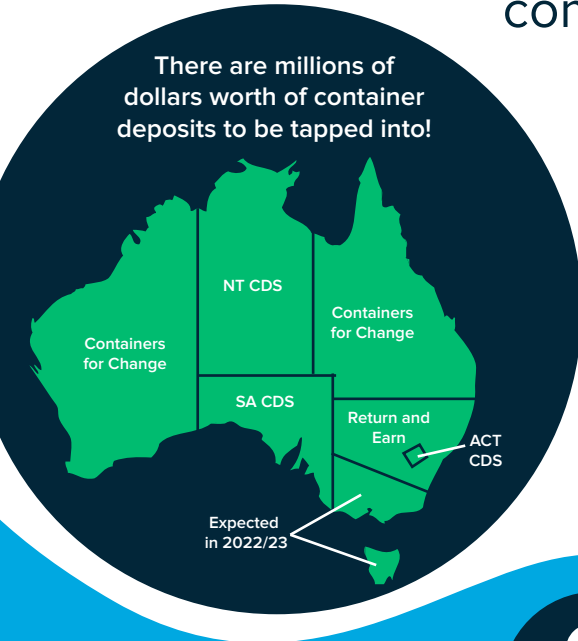 con
There are millions of
dollars worth of container
deposits to be tapped into!
NT CDS
Containers
for Change
Containers
for Change
SA CDS
Return and
Earn
ACT
CDS
Expected
in 2022/23